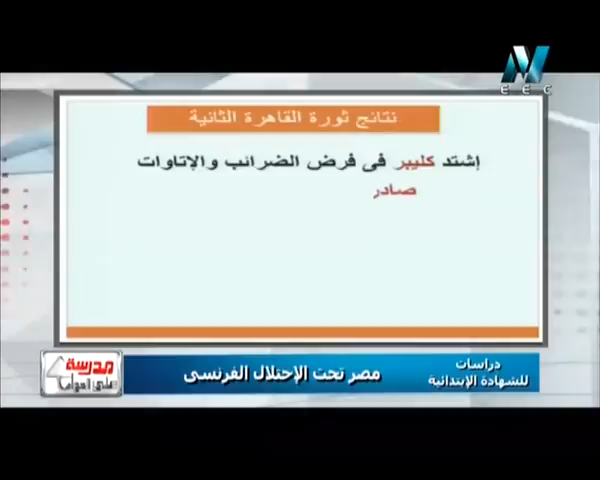 EEC
نتائج ثورة القاهرة الثانية
إشتد كليبر فى فرض الضرائب والإتاوات
صادر
دراسات
للشهادة الإبتدائية
مصر تحت الإحتلال الفرنسى
مدرسة
على الهواء